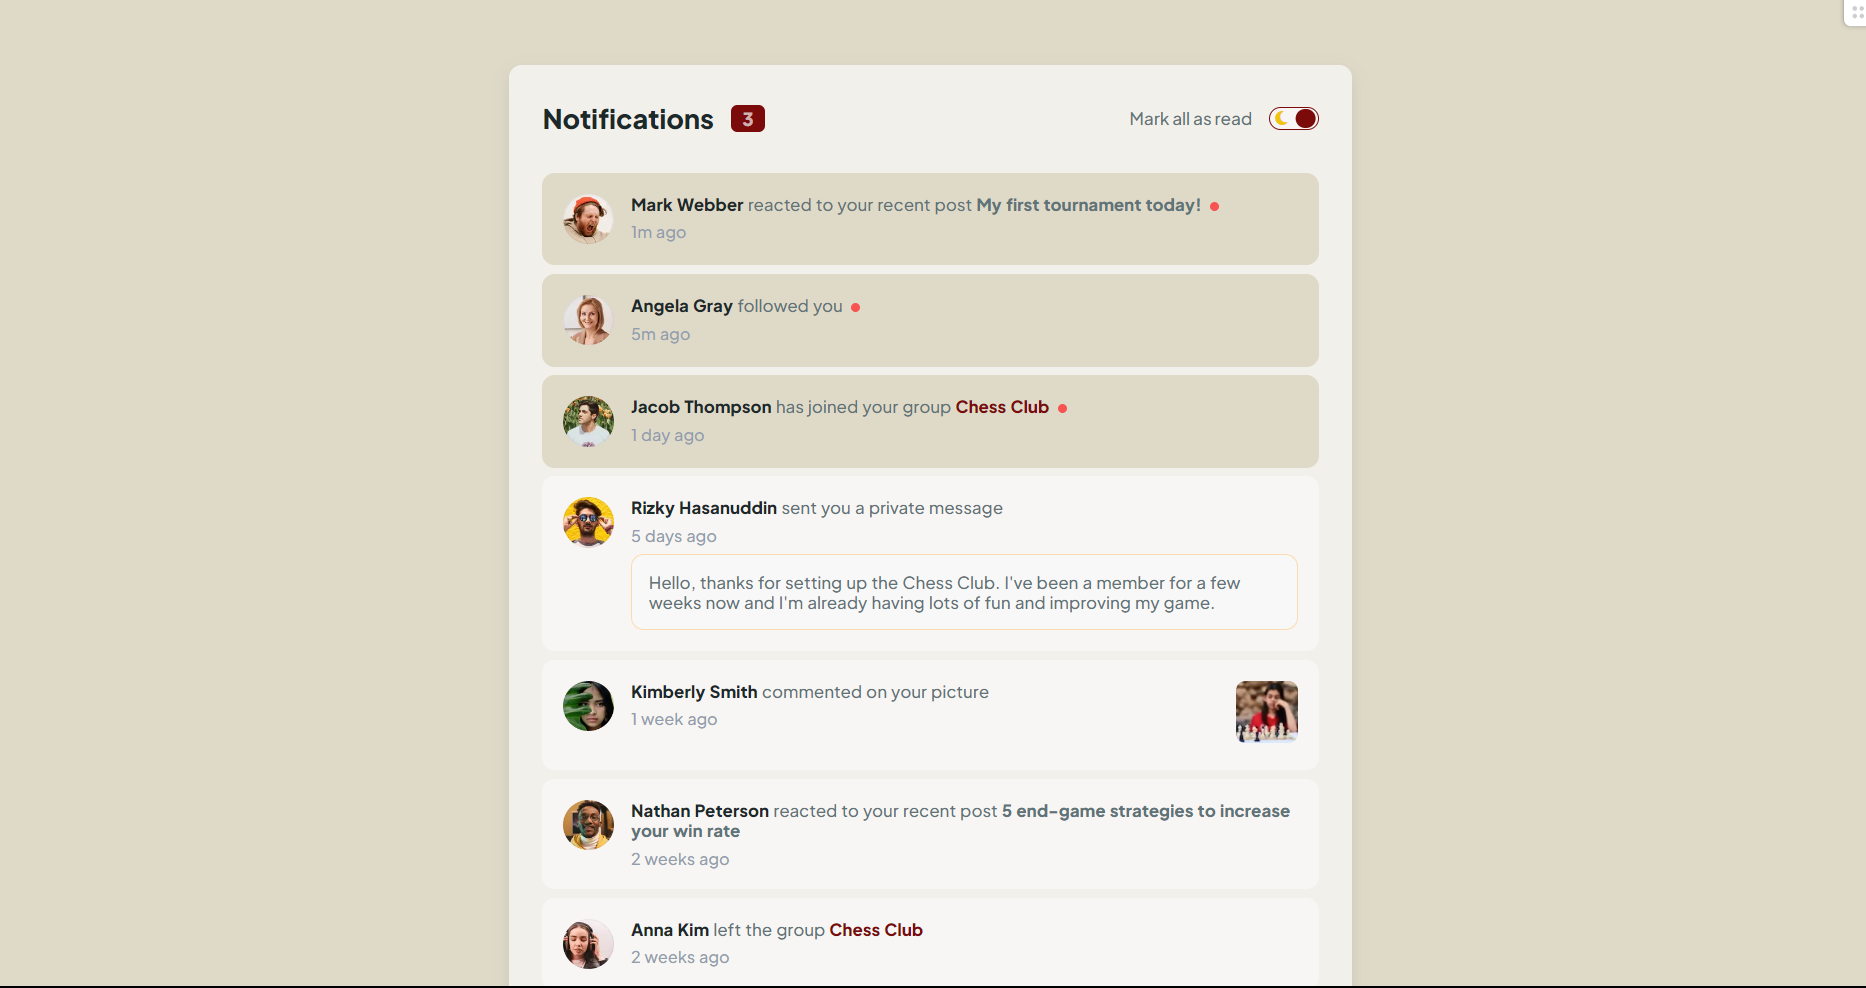 Notifications 3 Mark all as read
Mark Webber reacted to your recent post My first tournament today!
1m ago
Angela Gray followed you
5m ago
Jacob Thompson has joined your group Chess Club
1 day ago
Rizky Hasanuddin sent you a private message
5 days ago
Hello, thanks for setting up the Chess Club. I've been a member for a few
weeks now and I'm already having lots of fun and improving my game.
Kimberly Smith commented on your picture
1 week ago
Nathan Peterson reacted to your recent post 5 end-game strategies to increase
your win rate
2 weeks ago
Anna Kim left the group Chess Club
2 weeks ago